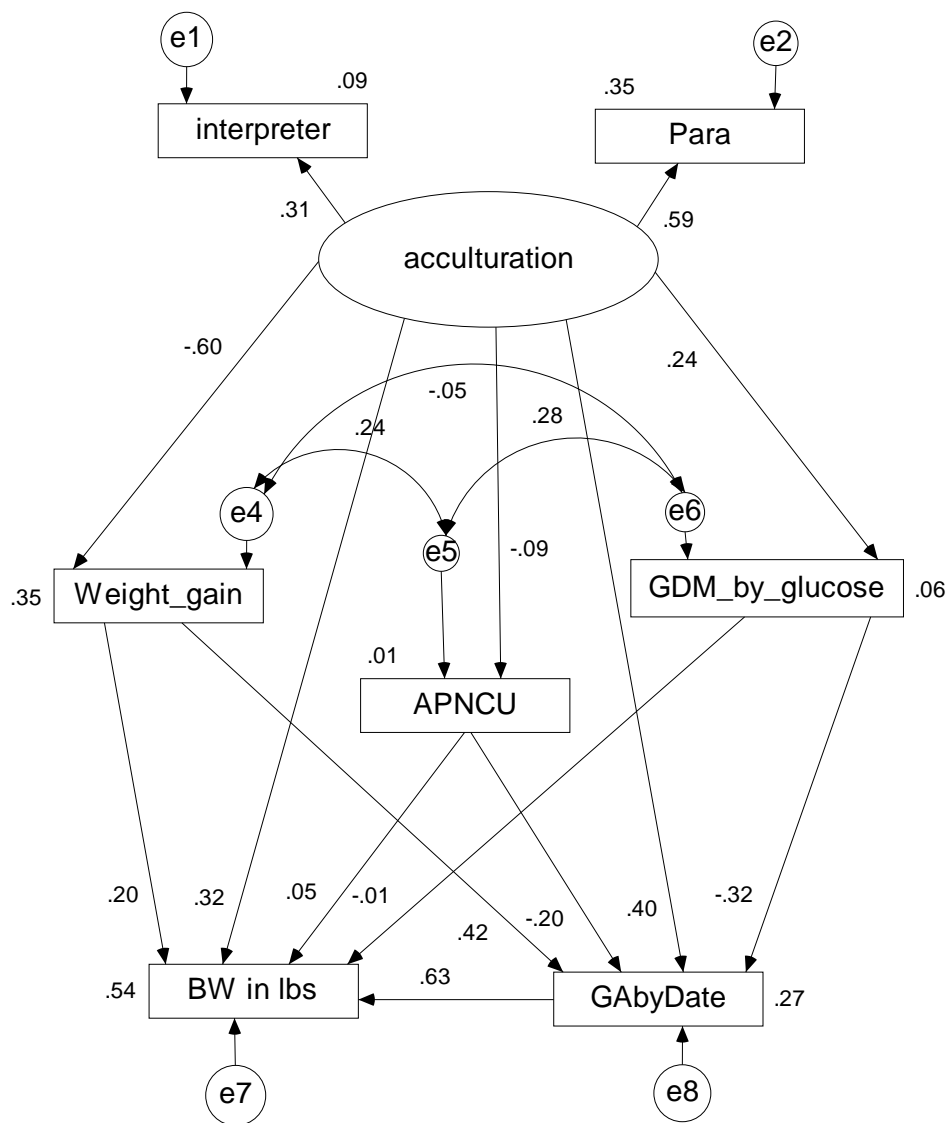 e1
e2
.09
.35
interpreter
Para
.31
.59
acculturation
-.60
-.05
.24
.24
.28
e4
e6
e5
-.09
.35
Weight_gain
GDM_by_glucose
.06
.01
APNCU
.20
.32
.05
-.01
.42
-.20
.40
-.32
.54
BW in lbs
.63
GAbyDate
.27
e7
e8